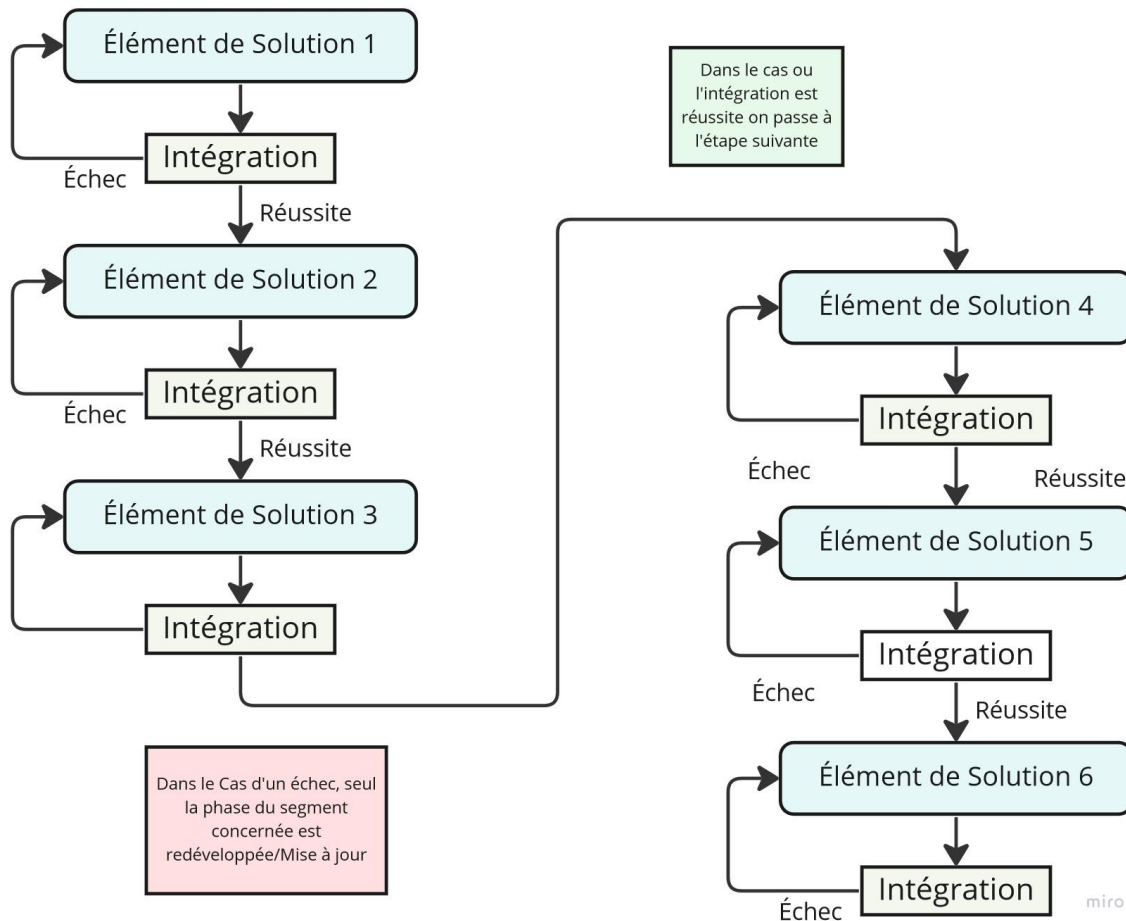 Élément de Solution 1
Intégration
Échec
Réussite
Élément de Solution 2
Intégration
Échec
Réussite
Élément de Solution 3
Intégration
Dans le Cas d'un échec, seul
la phase du segment
concernée est
redéveloppée/Mise à jour
Dans le cas ou
l'intégration est
réussite on passe à
l'étape suivante
Élément de Solution 4
Intégration
Échec
Réussite
Élément de Solution 5
Intégration
Échec
Réussite
Élément de Solution 6
Intégration
Échec
miro